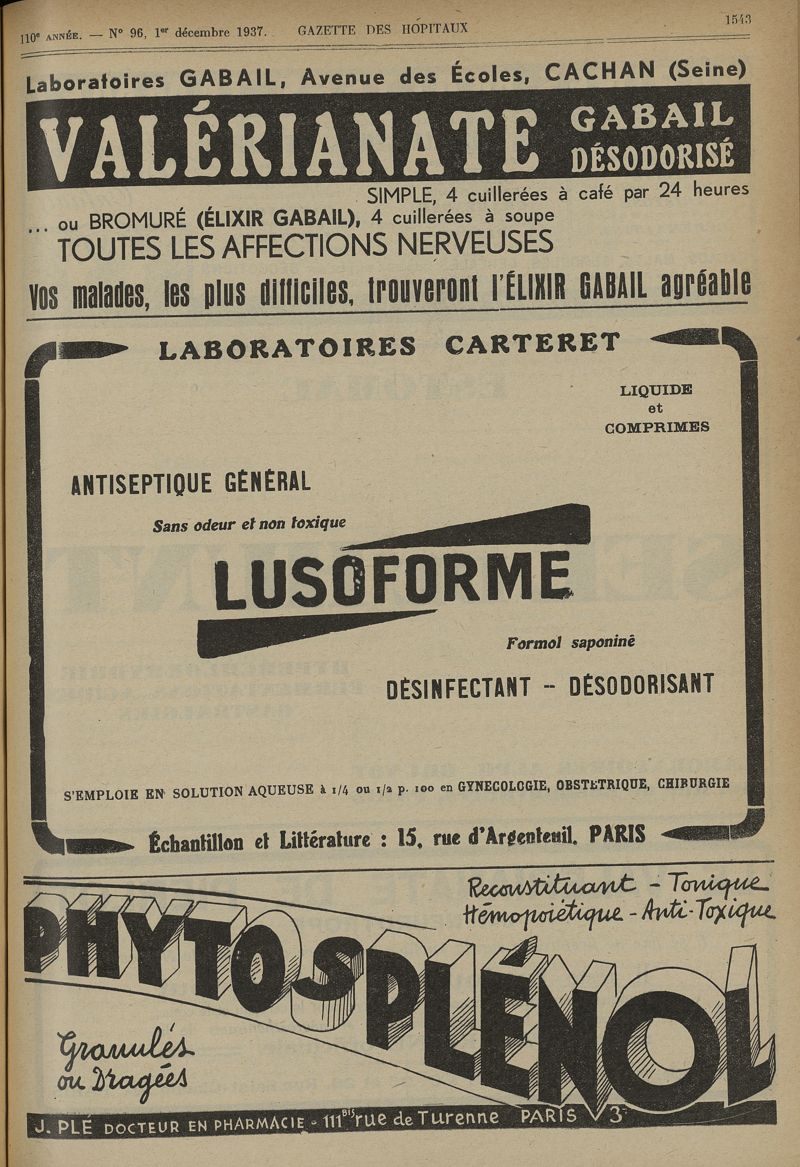 110e ANNÉE. — N° 96, 1er décembre 1937. GAZETTE DES HÔPITAUX 1543
Laboratoires GABAIL, Avenue des Écoles, CACHAN (Seine)
VALÉRIANATE GABAIL
DÉSODORISÉ
SIMPLE, 4 cuillerées à café par 24 heures
... ou BROMURÉ (ÉLIXIR GABAIL), 4 cuillerées à soupe
TOUTES LES AFFECTIONS NERVEUSES
Vos malades, les plus difficiles, trouveront l'ÉLIXIR GABAIL agréable
LABORATOIRES CARTERET
LIQUIDE
et
COMPRIMES
ANTISEPTIQUE GÉNÉRAL
Sans odeur et non toxique
LUSOFORME
Formol saponiné
DÉSINFECTANT -- DÉSODORISANT
S'EMPLOIE EN SOLUTION AQUEUSE à 1/4 ou 1/2 p. 100 en GYNECOLOGIE, OBSTETRIQUE, CHIRURGIE
Échantillon et Littérature : 15, rue d'Argenteuil, PARIS
Reconstituant - Tonique
Hémopoiétique - Anti-Toxique
PHYTOSPLÉNOL
Granulés
ou Dragées
J. PLÉ DOCTEUR EN PHARMACIE - 111BIS rue de Turenne PARIS 3e